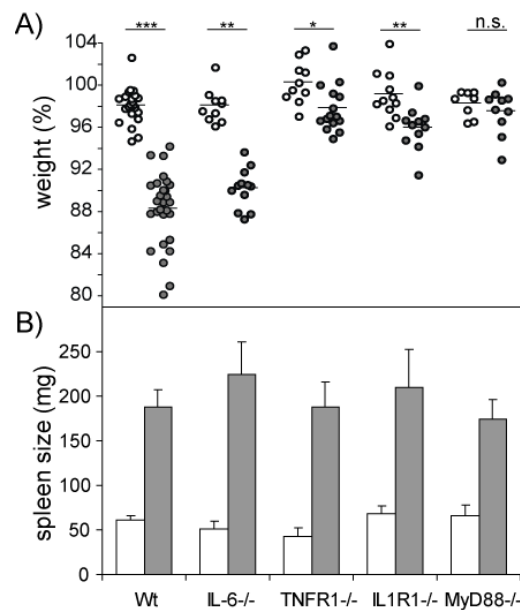 A)
*** ** * ** n.s.
weight (%)
104
100
96
92
88
84
80
B)
spleen size (mg)
250
200
150
100
50
0
Wt IL-6-/- TNFR1-/- IL1R1-/- MyD88-/-